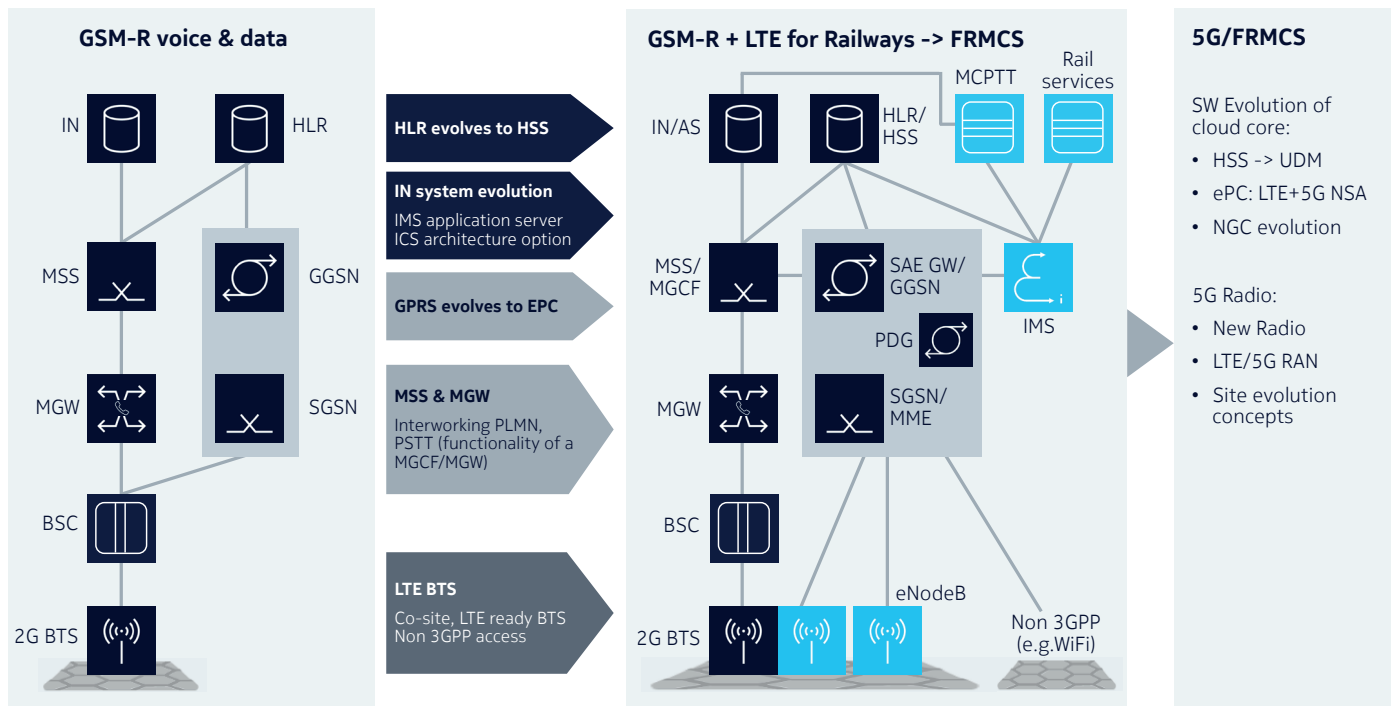 GSM-R voice & data
IN
HLR
MSS
GGSN
MGW
SGSN
BSC
2G BTS
HLR evolves to HSS
IN system evolution
IMS application server
ICS architecture option
GPRS evolves to EPC
MSS & MGW
Interworking PLMN,
PSTT (functionality of a
MGCF/MGW)
LTE BTS
Co-site, LTE ready BTS
Non 3GPP access
GSM-R + LTE for Railways -> FRMCS
IN/AS
HLR/
HSS
MCPTT
Rail
services
MSS/
MGCF
SAE GW/
GGSN
i
IMS
PDG
MGW
SGSN/
MME
BSC
eNodeB
2G BTS
Non 3GPP
(e.g.WiFi)
5G/FRMCS
SW Evolution of
cloud core:
• HSS -> UDM
• ePC: LTE+5G NSA
• NGC evolution
5G Radio:
• New Radio
• LTE/5G RAN
• Site evolution
concepts